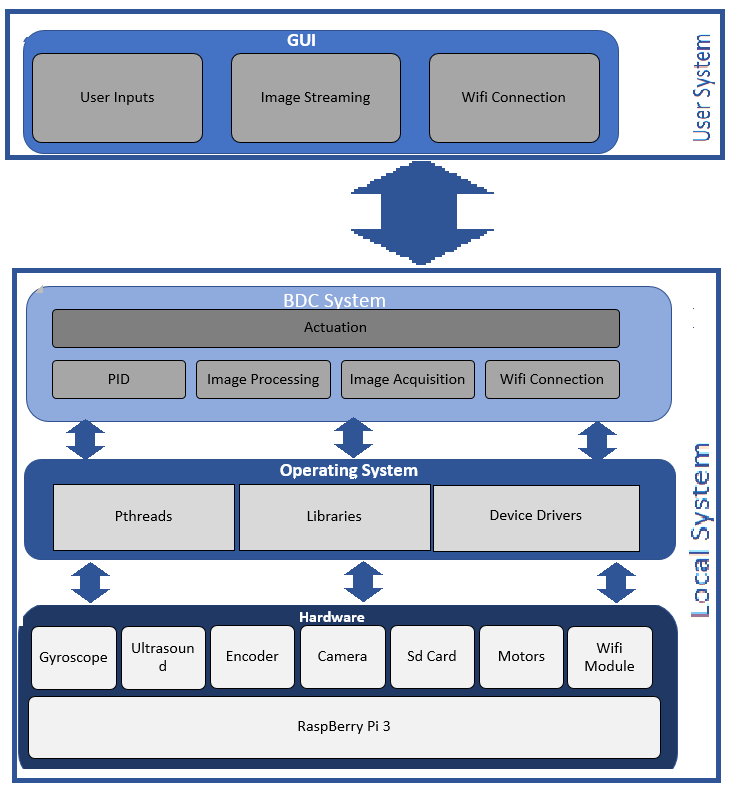 GUI
User Inputs
Image Streaming
Wifi Connection
User System
BDC System
Actuation
PID
Image Processing
Image Acquisition
Wifi Connection
Operating System
Pthreads
Libraries
Device Drivers
Local System
Hardware
Gyroscope
Ultrasoun
d
Encoder
Camera
Sd Card
Motors
Wifi
Module
RaspBerry Pi 3